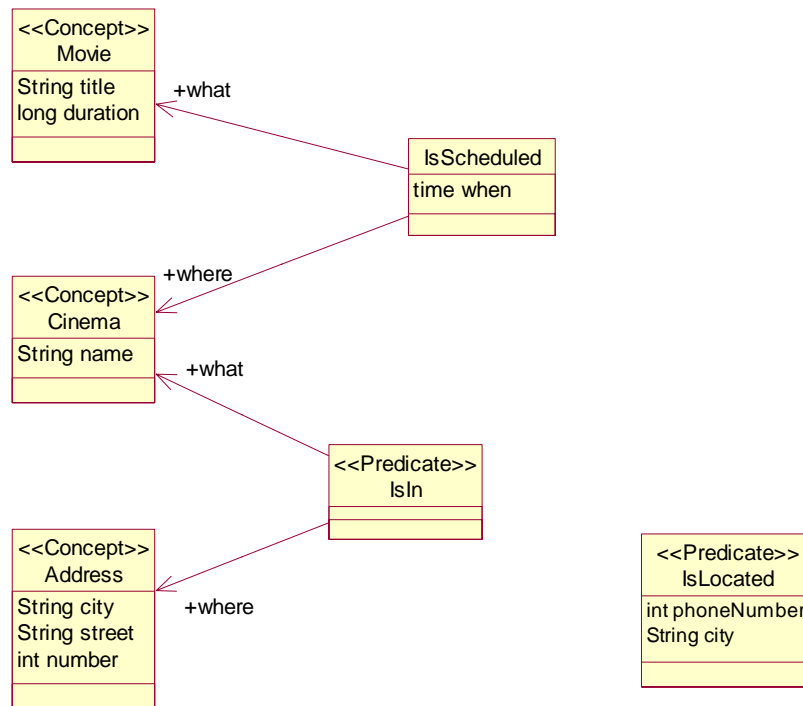 <<Concept>>
Movie
String title
long duration
+what
IsScheduled
time when
+where
<<Concept>>
Cinema
String name
+what
<<Predicate>>
IsIn
<<Concept>>
Address
String city
String street
int number
+where
<<Predicate>>
IsLocated
int phoneNumber
String city